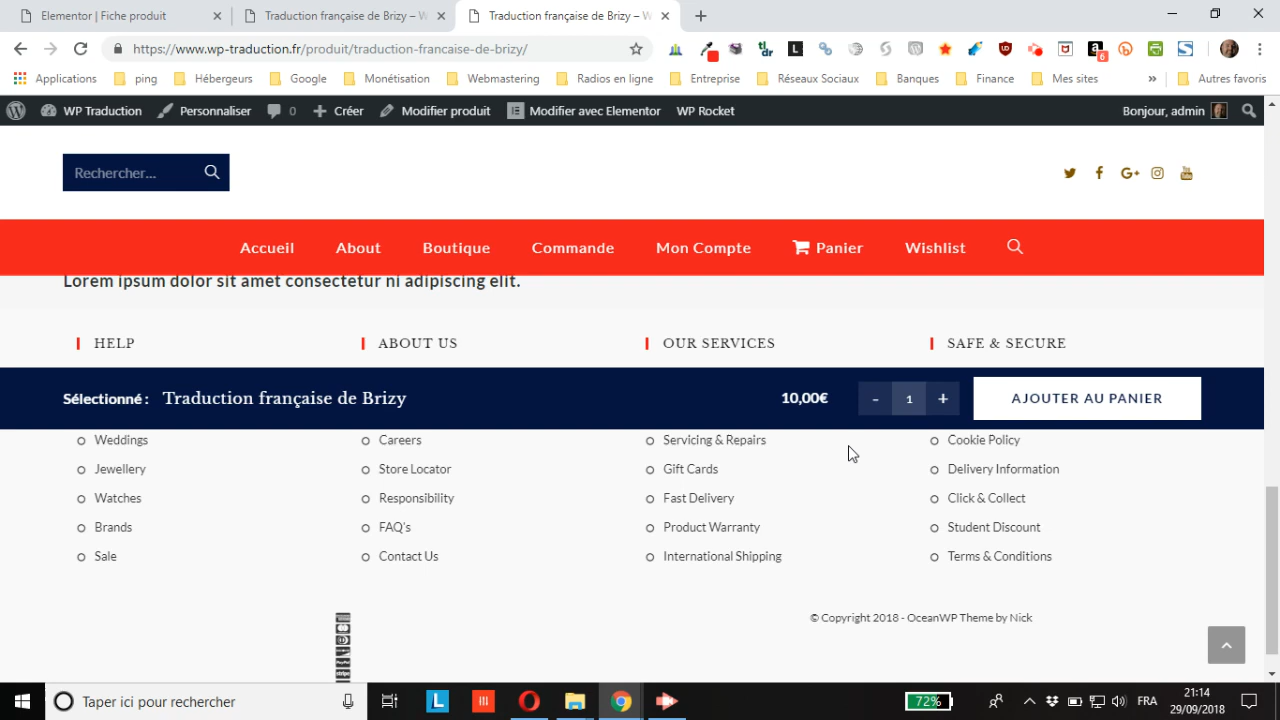 Elementor | Fiche produit
Traduction française de Brizy – W
Traduction française de Brizy – W
https://www.wp-traduction.fr/produit/traduction-francaise-de-brizy/
Applications
ping
Hébergeurs
Google
Monétisation
Webmastering
Radios en ligne
Entreprise
Réseaux Sociaux
Banques
Finance
Mes sites
»
Autres favoris
WP Traduction
Personnaliser
0
Créer
Modifier produit
Modifier avec Elementor
WP Rocket
Bonjour, admin
Rechercher...
Accueil
About
Boutique
Commande
Mon Compte
Panier
Wishlist
Lorem ipsum dolor sit amet consectetur ni adipiscing elit.
HELP
ABOUT US
OUR SERVICES
SAFE & SECURE
Sélectionné :
Traduction française de Brizy
10,00€
- 1 +
AJOUTER AU PANIER
Weddings
Careers
Servicing & Repairs
Cookie Policy
Jewellery
Store Locator
Gift Cards
Delivery Information
Watches
Responsibility
Fast Delivery
Click & Collect
Brands
FAQ's
Product Warranty
Student Discount
Sale
Contact Us
International Shipping
Terms & Conditions
© Copyright 2018 - OceanWP Theme by Nick
Taper ici pour rechercher
72%
FRA
21:14
29/09/2018